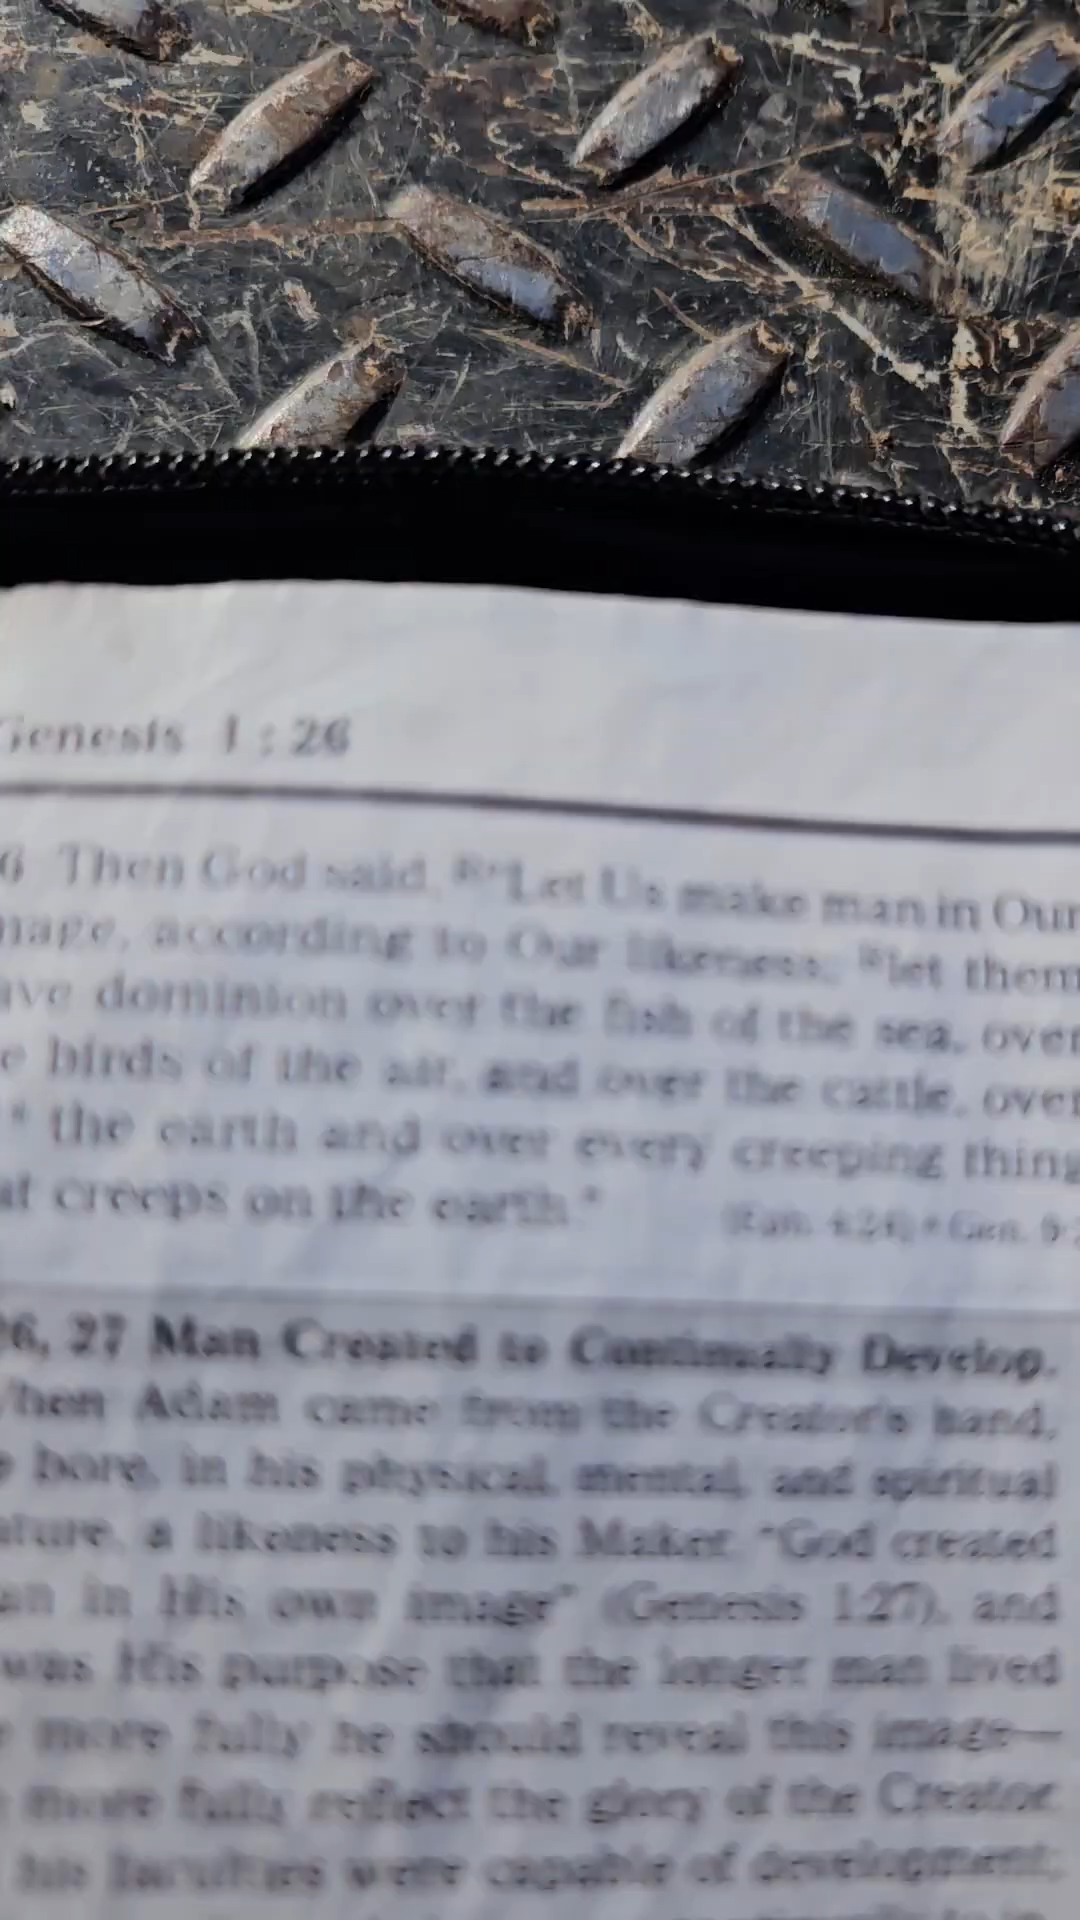 Genesis 1:26
6 Then God said, "Let Us make man in Our
mage, according to Our likeness; let them
ave dominion over the fish of the sea, over
e birds of the air, and over the cattle, over
the earth and over every creeping thing
at creeps on the earth."
26, 27 Man Created to Continually Develop.
hen Adam came from the Creator's hand,
e bore, in his physical, mental, and spiritual
ature, a likeness to his Maker. "God created
an in His own image" (Genesis 1:27), and
was His purpose that the longer man lived
more fully he should reveal this image—
more fully reflect the glory of the Creator.
his faculties were capable of development;